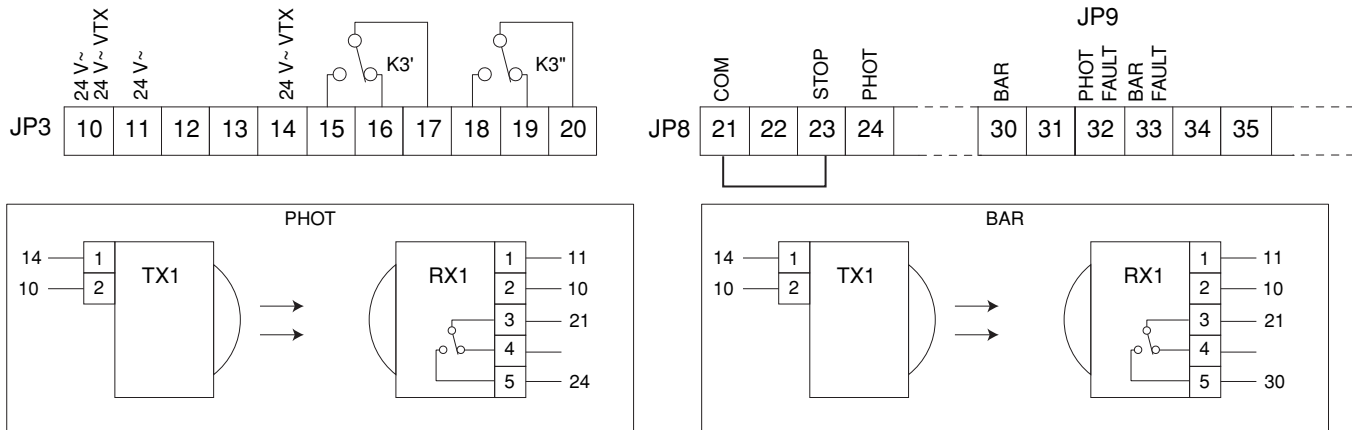 JP9
24 V~
24 V~ VTX
24 V~
24 V~ VTX
K3'
K3"
COM
STOP
PHOT
BAR
PHOT
FAULT
BAR
FAULT
JP3 10 11 12 13 14 15 16 17 18 19 20
JP8 21 22 23 24 30 31 32 33 34 35
PHOT
14 1 TX1
10 2
RX1 1 11
2 10
3 21
4
5 24
BAR
14 1 TX1
10 2
RX1 1 11
2 10
3 21
4
5 30